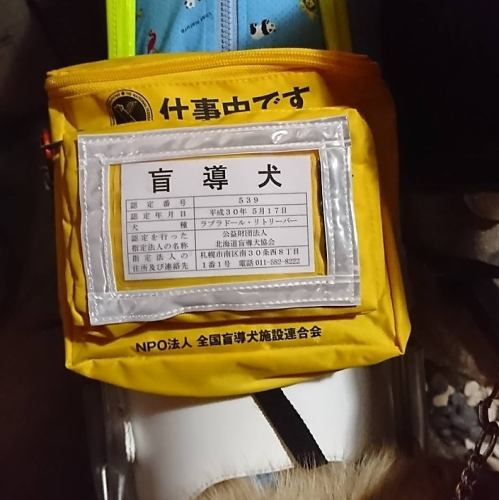 仕事中です
盲導犬
認定番号 539
認定年月日 平成30年 5月17日
犬種 ラブラドール・リトリーバー
認定を行った指定法人の名称 公益財団法人
北海道盲導犬協会
指定法人の住所及び連絡先 札幌市南区南30条西8丁目
1番1号 電話 011-582-8222
NPO法人 全国盲導犬施設連合会